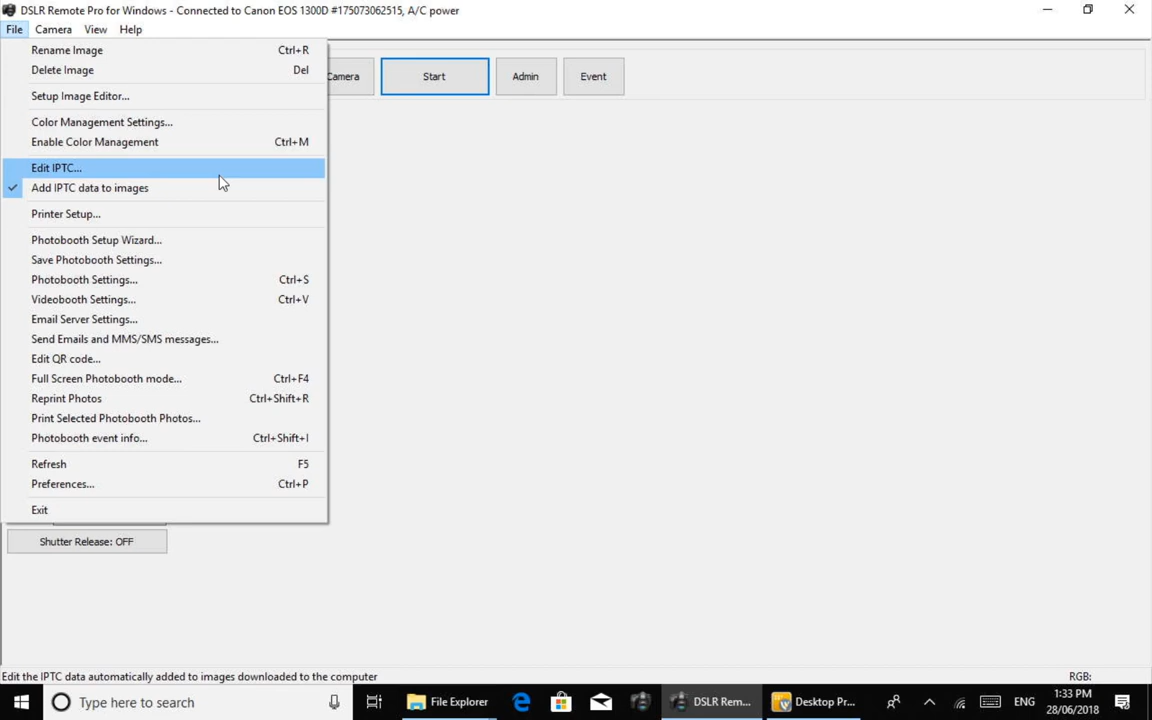 DSLR Remote Pro for Windows - Connected to Canon EOS 1300D #175073062515, A/C power
File Camera View Help
Rename Image Ctrl+R
Delete Image Del
Setup Image Editor...
Color Management Settings...
Enable Color Management Ctrl+M
Edit IPTC...
Add IPTC data to images
Printer Setup...
Photobooth Setup Wizard...
Save Photobooth Settings...
Photobooth Settings... Ctrl+S
Videobooth Settings... Ctrl+V
Email Server Settings...
Send Emails and MMS/SMS messages...
Edit QR code...
Full Screen Photobooth mode... Ctrl+F4
Reprint Photos Ctrl+Shift+R
Print Selected Photobooth Photos...
Photobooth event info... Ctrl+Shift+I
Refresh F5
Preferences... Ctrl+P
Exit
Camera Start Admin Event
Shutter Release: OFF
Edit the IPTC data automatically added to images downloaded to the computer RGB:
Type here to search File Explorer DSLR Rem... Desktop Pr... ENG 1:33 PM
28/06/2018